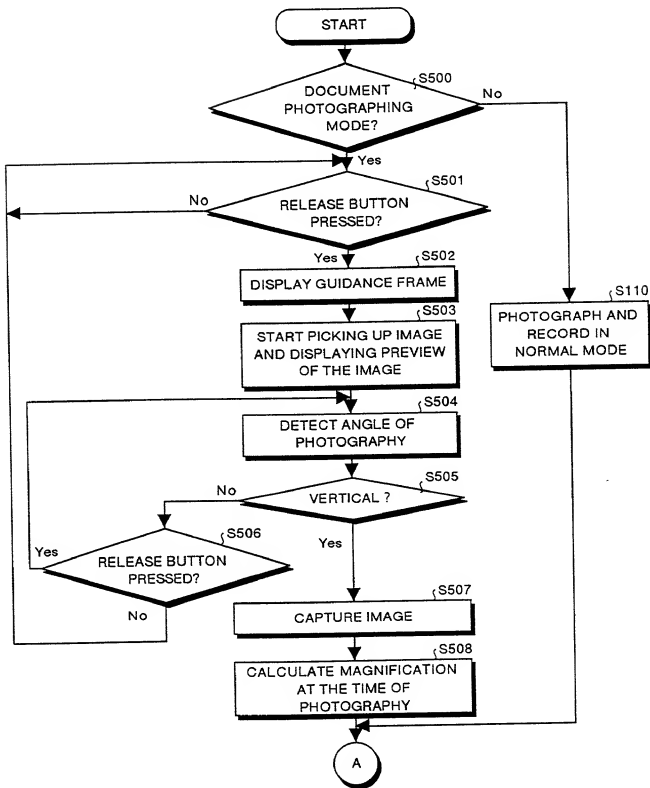 START
S500
DOCUMENT
PHOTOGRAPHING
MODE?
No
Yes
S501
No
RELEASE BUTTON
PRESSED?
Yes
S502
DISPLAY GUIDANCE FRAME
S503
START PICKING UP IMAGE
AND DISPLAYING PREVIEW
OF THE IMAGE
S110
PHOTOGRAPH AND
RECORD IN
NORMAL MODE
S504
DETECT ANGLE OF
PHOTOGRAPHY
S505
VERTICAL ?
No
Yes
S506
RELEASE BUTTON
PRESSED?
Yes
No
S507
CAPTURE IMAGE
S508
CALCULATE MAGNIFICATION
AT THE TIME OF
PHOTOGRAPHY
A